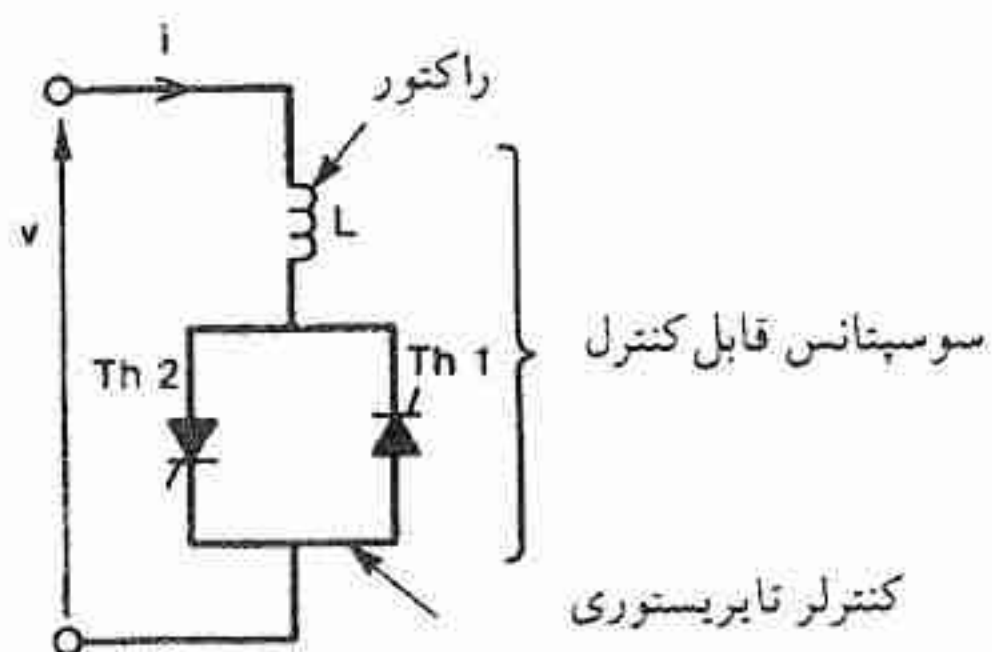 i
راکتور
v
L
سوسپتانس قابل کنترل
Th 2
Th 1
کنترلر تایریستوری